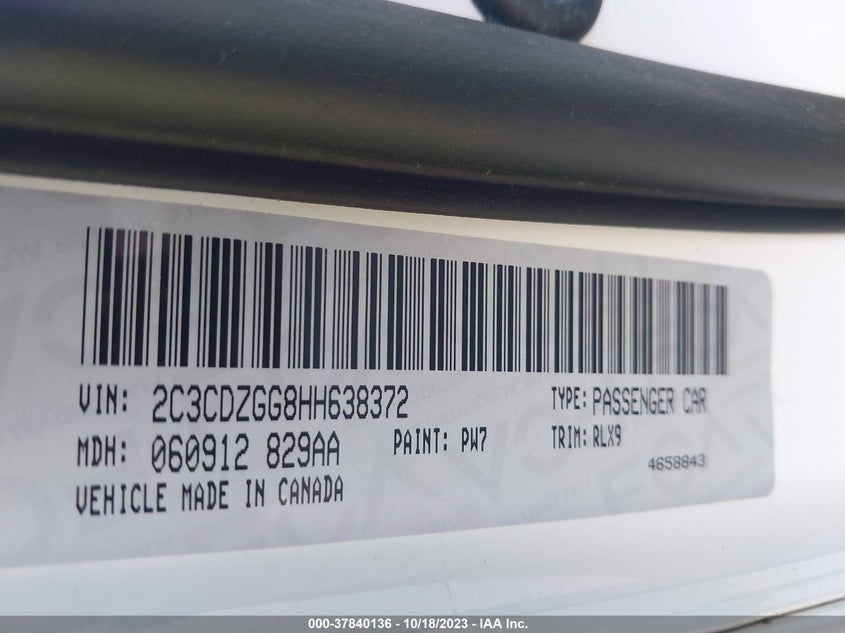 VIN: 2C3CDZGG8HH638372 TYPE: PASSENGER CAR
MDH: 060912 829AA PAINT: PW7 TRIM: RLX9
4658843
VEHICLE MADE IN CANADA
000-37840136 - 10/18/2023 - IAA Inc.